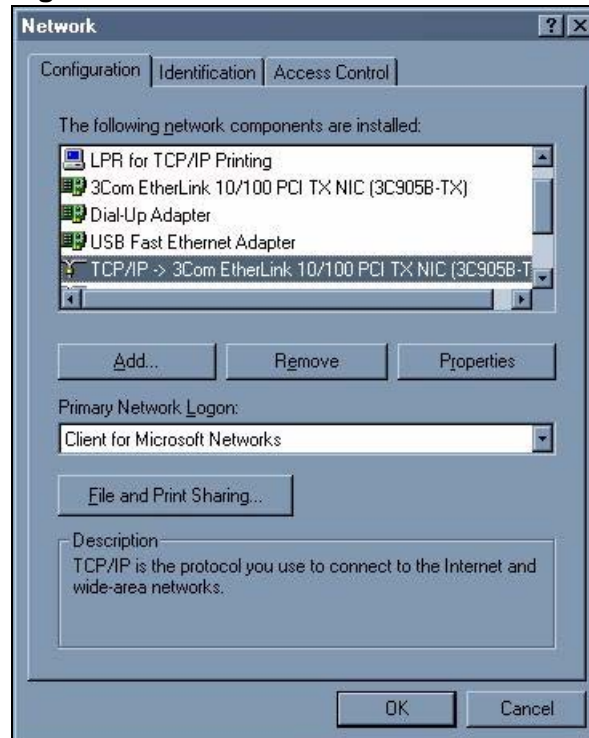 Network
Configuration Identification Access Control
The following network components are installed:
LPR for TCP/IP Printing
3Com EtherLink 10/100 PCI TX NIC (3C905B-TX)
Dial-Up Adapter
USB Fast Ethernet Adapter
TCP/IP -> 3Com EtherLink 10/100 PCI TX NIC (3C905B-T
Add... Remove Properties
Primary Network Logon:
Client for Microsoft Networks
File and Print Sharing...
Description
TCP/IP is the protocol you use to connect to the Internet and
wide-area networks.
OK Cancel